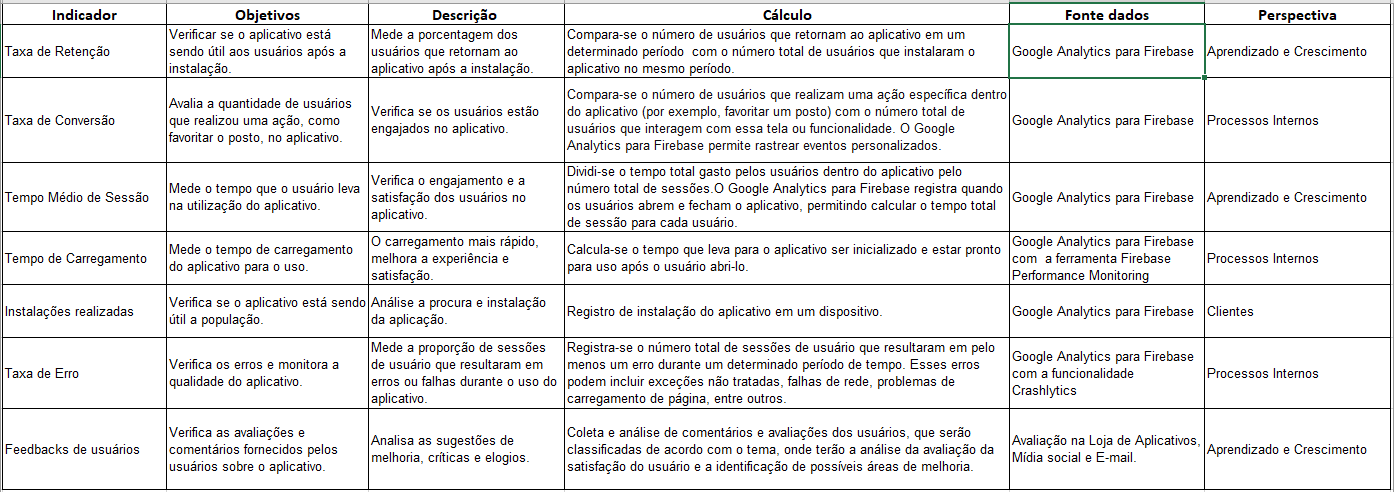 Indicador
Objetivos
Descrição
Cálculo
Fonte dados
Perspectiva
Taxa de Retenção
Verificar se o aplicativo está
sendo útil aos usuários após a
instalação.
Mede a porcentagem dos
usuários que retornam ao
aplicativo após a instalação.
Compara-se o número de usuários que retornam ao aplicativo em um
determinado período  com o número total de usuários que instalaram o
aplicativo no mesmo período.
Google Analytics para Firebase
Aprendizado e Crescimento
Taxa de Conversão
Avalia a quantidade de usuários
que realizou uma ação, como
favoritar o posto, no aplicativo.
Verifica se os usuários estão
engajados no aplicativo.
Compara-se o número de usuários que realizam uma ação específica dentro
do aplicativo (por exemplo, favoritar um posto) com o número total de
usuários que interagem com essa tela ou funcionalidade. O Google
Analytics para Firebase permite rastrear eventos personalizados.
Google Analytics para Firebase
Processos Internos
Tempo Médio de Sessão
Mede o tempo que o usuário leva
na utilização do aplicativo.
Verifica o engajamento e a
satisfação dos usuários no
aplicativo.
Dividi-se o tempo total gasto pelos usuários dentro do aplicativo pelo
número total de sessões.O Google Analytics para Firebase registra quando
os usuários abrem e fecham o aplicativo, permitindo calcular o tempo total
de sessão para cada usuário.
Google Analytics para Firebase
Aprendizado e Crescimento
Tempo de Carregamento
Mede o tempo de carregamento
do aplicativo para o uso.
O carregamento mais rápido,
melhora a experiência e
satisfação.
Calcula-se o tempo que leva para o aplicativo ser inicializado e estar pronto
para uso após o usuário abri-lo.
Google Analytics para Firebase
com  a ferramenta Firebase
Performance Monitoring
Processos Internos
Instalações realizadas
Verifica se o aplicativo está sendo
útil a população.
Análise a procura e instalação
da aplicação.
Registro de instalação do aplicativo em um dispositivo.
Google Analytics para Firebase
Clientes
Taxa de Erro
Verifica os erros e monitora a
qualidade do aplicativo.
Mede a proporção de sessões
de usuário que resultaram em
erros ou falhas durante o uso do
aplicativo.
Registra-se o número total de sessões de usuário que resultaram em pelo
menos um erro durante um determinado período de tempo. Esses erros
podem incluir exceções não tratadas, falhas de rede, problemas de
carregamento de página, entre outros.
Google Analytics para Firebase
com a funcionalidade
Crashlytics
Processos Internos
Feedbacks de usuários
Verifica as avaliações e
comentários fornecidos pelos
usuários sobre o aplicativo.
Analisa as sugestões de
melhoria, críticas e elogios.
Coleta e análise de comentários e avaliações dos usuários, que serão
classificadas de acordo com o tema, onde terão a análise da avaliação da
satisfação do usuário e a identificação de possíveis áreas de melhoria.
Avaliação na Loja de Aplicativos,
Mídia social e E-mail.
Aprendizado e Crescimento